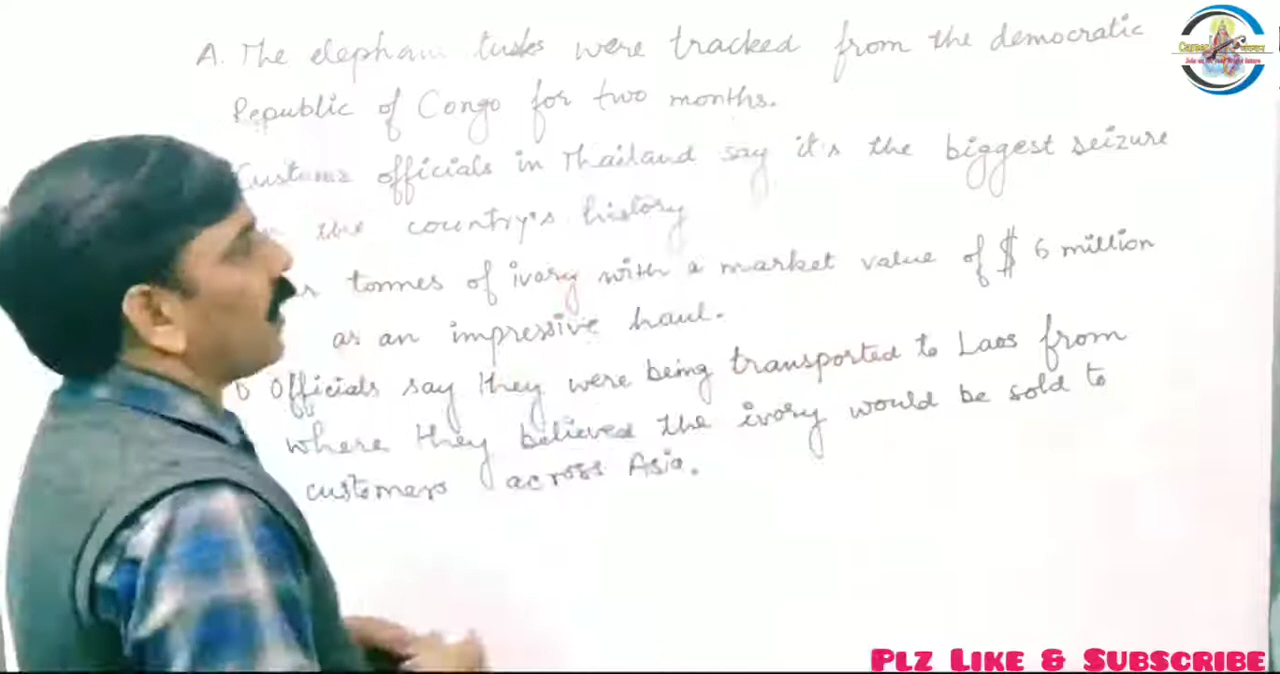 A. The elephant tusks were tracked from the democratic
Republic of Congo for two months.
Customs officials in Thailand say it's the biggest seizure
the country's history
tonnes of ivory with a market value of $ 6 million
as an impressive haul.
D Officials say they were being transported to Laos from
where they believed the ivory would be sold to
customers across Asia.
Career
PLZ LIKE & SUBSCRIBE